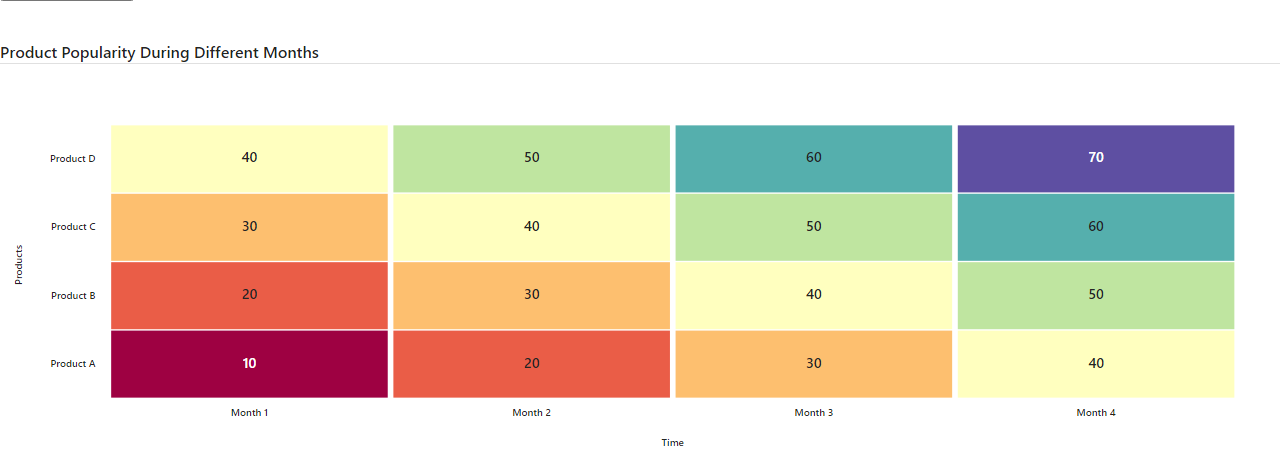 Product Popularity During Different Months
Product D 40 50 60 70
Product C 30 40 50 60
Products
Product B 20 30 40 50
Product A 10 20 30 40
Month 1 Month 2 Month 3 Month 4
Time